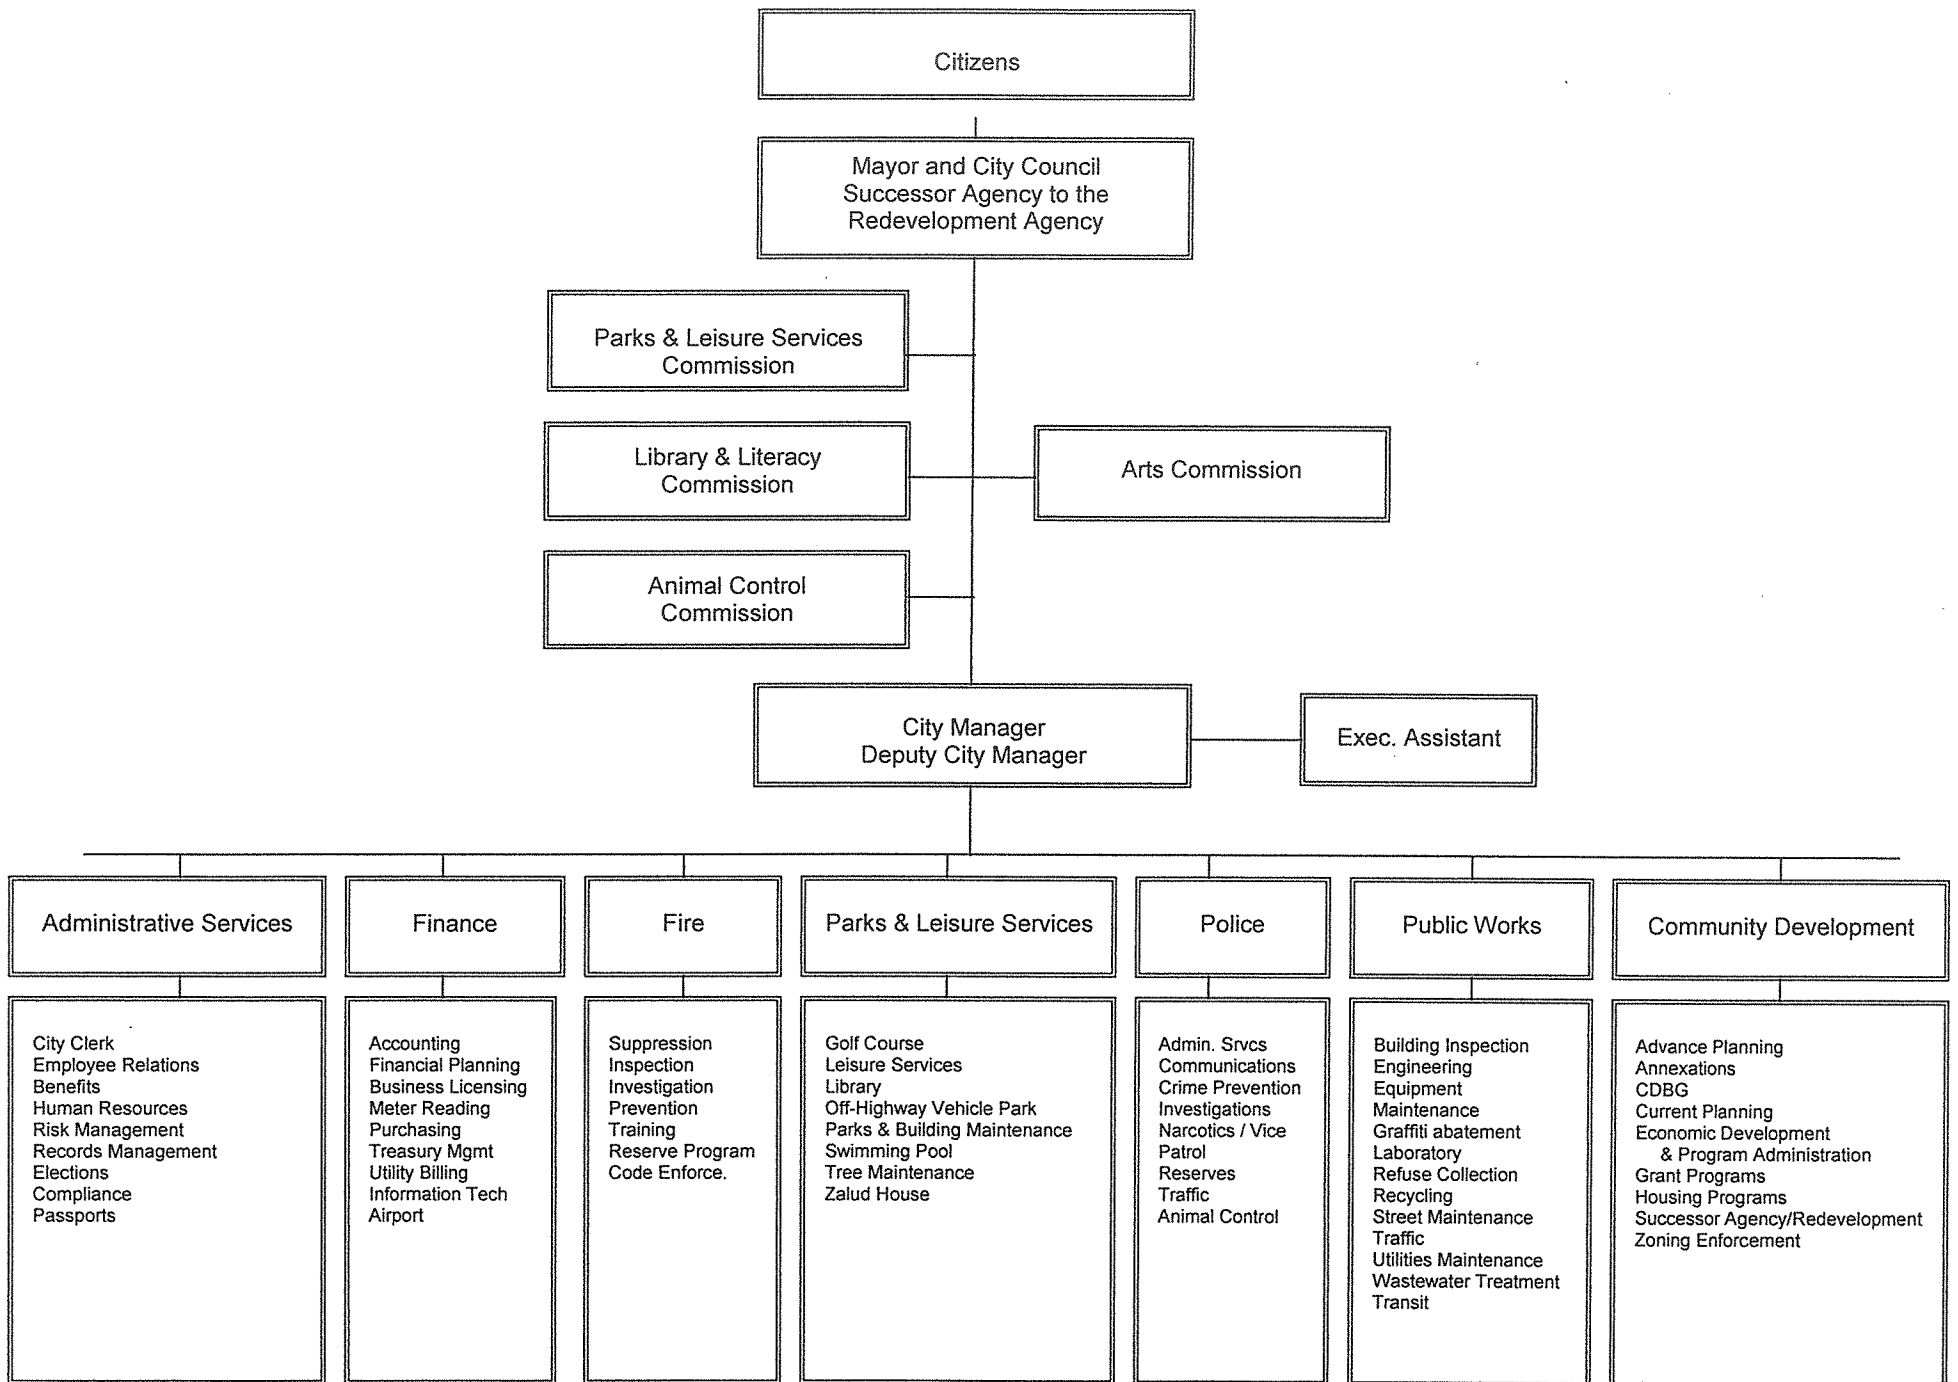 Citizens
Mayor and City Council
Successor Agency to the
Redevelopment Agency
Parks & Leisure Services
Commission
Library & Literacy
Commission
Arts Commission
Animal Control
Commission
City Manager
Deputy City Manager
Exec. Assistant
Administrative Services
City Clerk
Employee Relations
Benefits
Human Resources
Risk Management
Records Management
Elections
Compliance
Passports
Finance
Accounting
Financial Planning
Business Licensing
Meter Reading
Purchasing
Treasury Mgmt
Utility Billing
Information Tech
Airport
Fire
Suppression
Inspection
Investigation
Prevention
Training
Reserve Program
Code Enforce.
Parks & Leisure Services
Golf Course
Leisure Services
Library
Off-Highway Vehicle Park
Parks & Building Maintenance
Swimming Pool
Tree Maintenance
Zalud House
Police
Admin. Srvcs
Communications
Crime Prevention
Investigations
Narcotics / Vice
Patrol
Reserves
Traffic
Animal Control
Public Works
Building Inspection
Engineering
Equipment
Maintenance
Graffiti abatement
Laboratory
Refuse Collection
Recycling
Street Maintenance
Traffic
Utilities Maintenance
Wastewater Treatment
Transit
Community Development
Advance Planning
Annexations
CDBG
Current Planning
Economic Development
& Program Administration
Grant Programs
Housing Programs
Successor Agency/Redevelopment
Zoning Enforcement